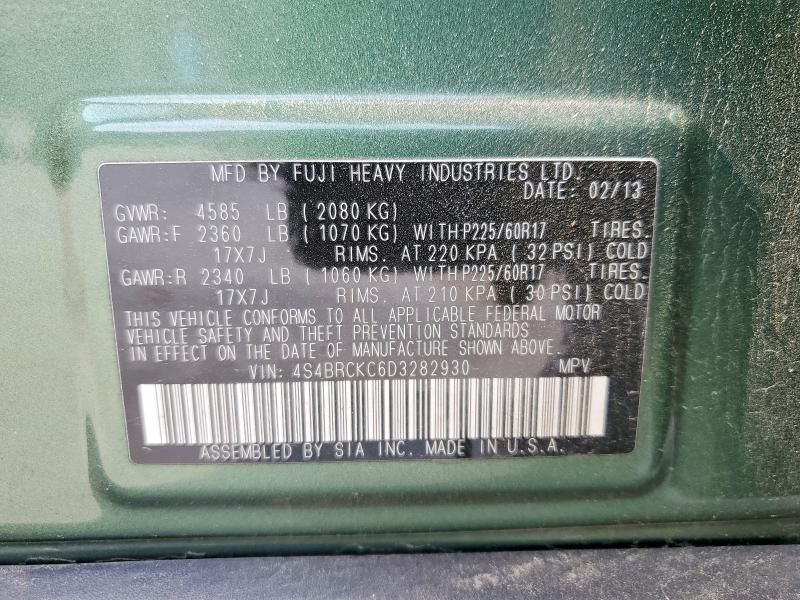 MFD BY FUJI HEAVY INDUSTRIES LTD.
DATE: 02/13
GVWR: 4585 LB ( 2080 KG)
GAWR:F 2360 LB ( 1070 KG) WITH P225/60R17 TIRES.
17X7J RIMS. AT 220 KPA ( 32 PSI) COLD
GAWR:R 2340 LB ( 1060 KG) WITH P225/60R17 TIRES.
17X7J RIMS. AT 210 KPA ( 30 PSI) COLD
THIS VEHICLE CONFORMS TO ALL APPLICABLE FEDERAL MOTOR
VEHICLE SAFETY AND THEFT PREVENTION STANDARDS
IN EFFECT ON THE DATE OF MANUFACTURE SHOWN ABOVE.
VIN: 4S4BRCKC6D3282930 MPV
ASSEMBLED BY SIA INC. MADE IN U.S.A.